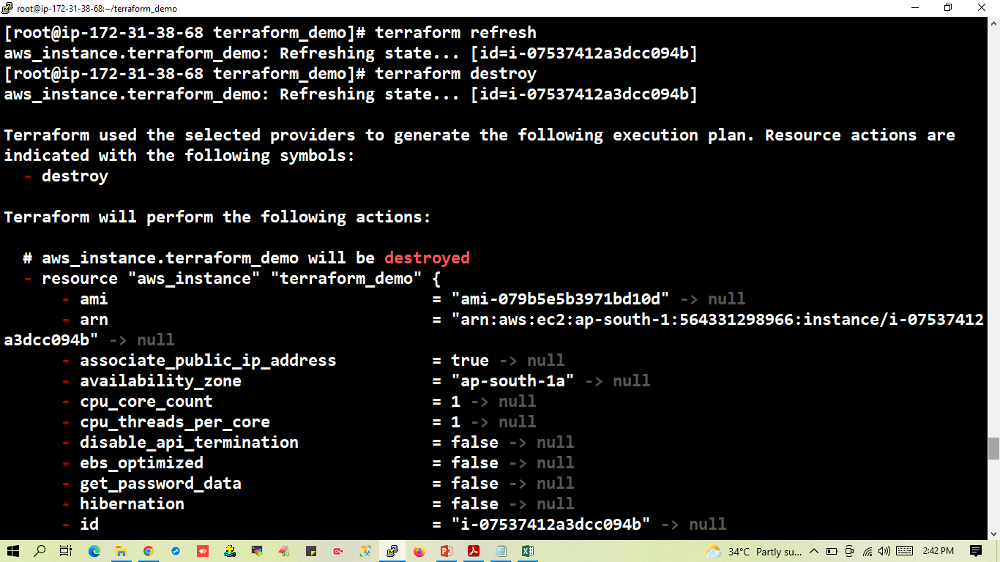 root@ip-172-31-38-68:~/terraform_demo
[root@ip-172-31-38-68 terraform_demo]# terraform refresh
aws_instance.terraform_demo: Refreshing state... [id=i-07537412a3dcc094b]
[root@ip-172-31-38-68 terraform_demo]# terraform destroy
aws_instance.terraform_demo: Refreshing state... [id=i-07537412a3dcc094b]
Terraform used the selected providers to generate the following execution plan. Resource actions are
indicated with the following symbols:
- destroy
Terraform will perform the following actions:
# aws_instance.terraform_demo will be destroyed
- resource "aws_instance" "terraform_demo" {
- ami = "ami-079b5e5b3971bd10d" -> null
- arn = "arn:aws:ec2:ap-south-1:564331298966:instance/i-07537412
a3dcc094b" -> null
- associate_public_ip_address = true -> null
- availability_zone = "ap-south-1a" -> null
- cpu_core_count = 1 -> null
- cpu_threads_per_core = 1 -> null
- disable_api_termination = false -> null
- ebs_optimized = false -> null
- get_password_data = false -> null
- hibernation = false -> null
- id = "i-07537412a3dcc094b" -> null
34°C Partly su... 2:42 PM